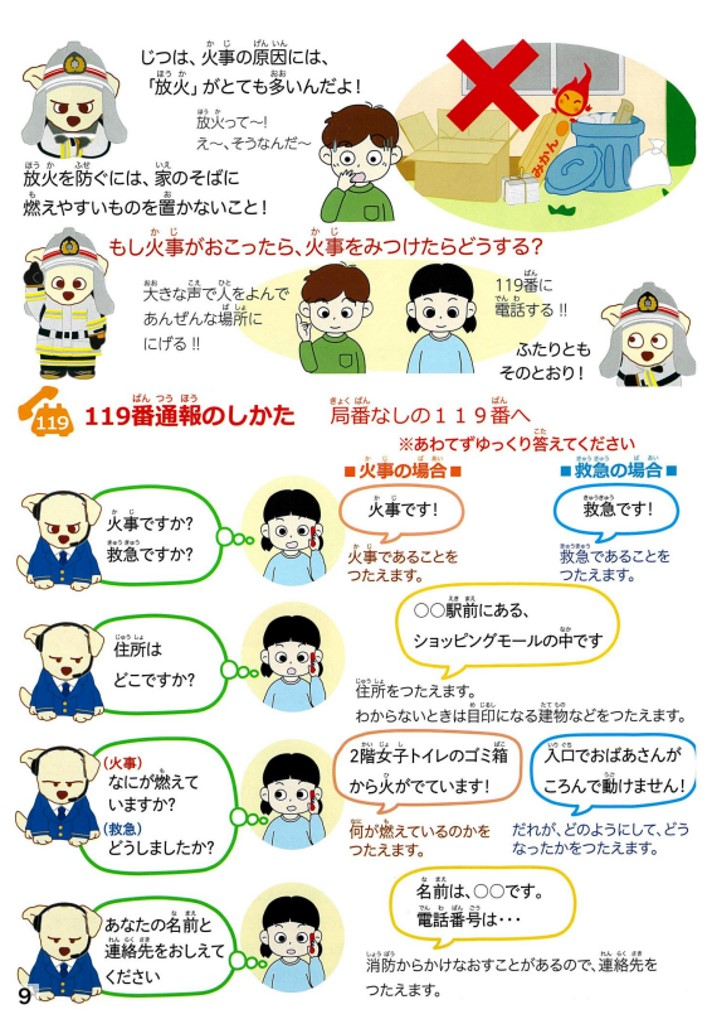 じつは、火事の原因には、
「放火」がとても多いんだよ！
放火って～!
え～、そうなんだ～
みかん
放火を防ぐには、家のそばに
燃えやすいものを置かないこと！
もし火事がおこったら、火事をみつけたらどうする？
大きな声で人をよんで
あんぜんな場所に
にげる !!
119番に
電話する !!
ふたりとも
そのとおり！
119
119番通報のしかた
局番なしの１１９番へ
※あわてずゆっくり答えてください
■火事の場合■
■救急の場合■
火事ですか？
救急ですか？
火事です！
火事であることを
つたえます。
救急です！
救急であることを
つたえます。
住所は
どこですか？
○○駅前にある、
ショッピングモールの中です
住所をつたえます。
わからないときは目印になる建物などをつたえます。
（火事）
なにが燃えて
いますか？
（救急）
どうしましたか？
2階女子トイレのゴミ箱
から火がでています！
何が燃えているのかを
つたえます。
入口でおばあさんが
ころんで動けません！
だれが、どのようにして、どう
なったかをつたえます。
あなたの名前と
連絡先をおしえて
ください
名前は、○○です。
電話番号は・・・
消防からかけなおすことがあるので、連絡先を
つたえます。
9